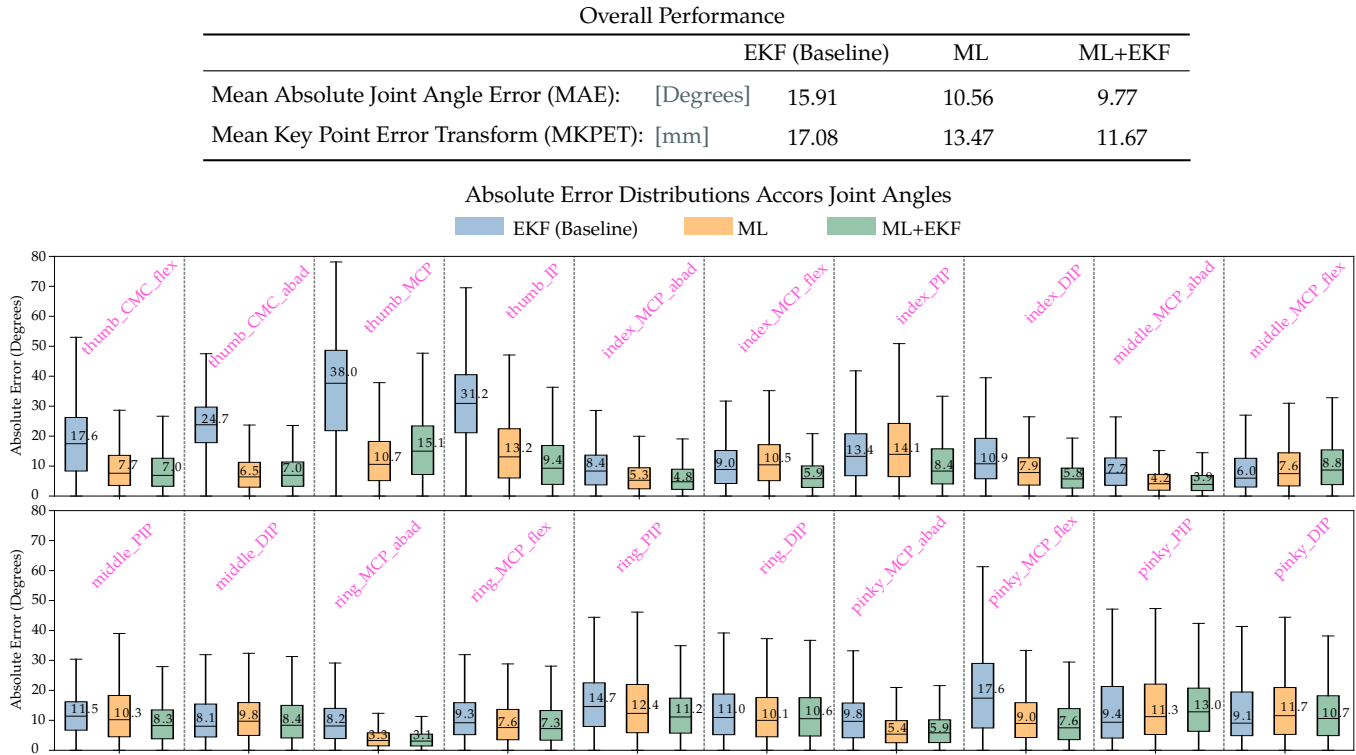 Overall Performance
EKF (Baseline) ML ML+EKF
Mean Absolute Joint Angle Error (MAE): [Degrees] 15.91 10.56 9.77
Mean Key Point Error Transform (MKPET): [mm] 17.08 13.47 11.67
Absolute Error Distributions Accors Joint Angles
EKF (Baseline) ML ML+EKF
Absolute Error (Degrees)
80
70
60
50
40
30
20
10
0
thumb_CMC_flex
17.6 7.7 7.0
thumb_CMC_abad
24.7 6.5 7.0
thumb_MCP
38.0 10.7 15.1
thumb_IP
31.2 13.2 9.4
index_MCP_abad
8.4 5.3 4.8
index_MCP_flex
9.0 10.5 5.9
index_PIP
13.4 14.1 8.4
index_DIP
10.9 7.9 5.8
middle_MCP_abad
7.7 4.2 3.9
middle_MCP_flex
6.0 7.6 8.8
Absolute Error (Degrees)
80
70
60
50
40
30
20
10
0
middle_PIP
11.5 10.3 8.3
middle_DIP
8.1 9.8 8.4
ring_MCP_abad
8.2 3.3 3.1
ring_MCP_flex
9.3 7.6 7.3
ring_PIP
14.7 12.4 11.2
ring_DIP
11.0 10.1 10.6
pinky_MCP_abad
9.8 5.4 5.9
pinky_MCP_flex
17.6 9.0 7.6
pinky_PIP
9.4 11.3 13.0
pinky_DIP
9.1 11.7 10.7